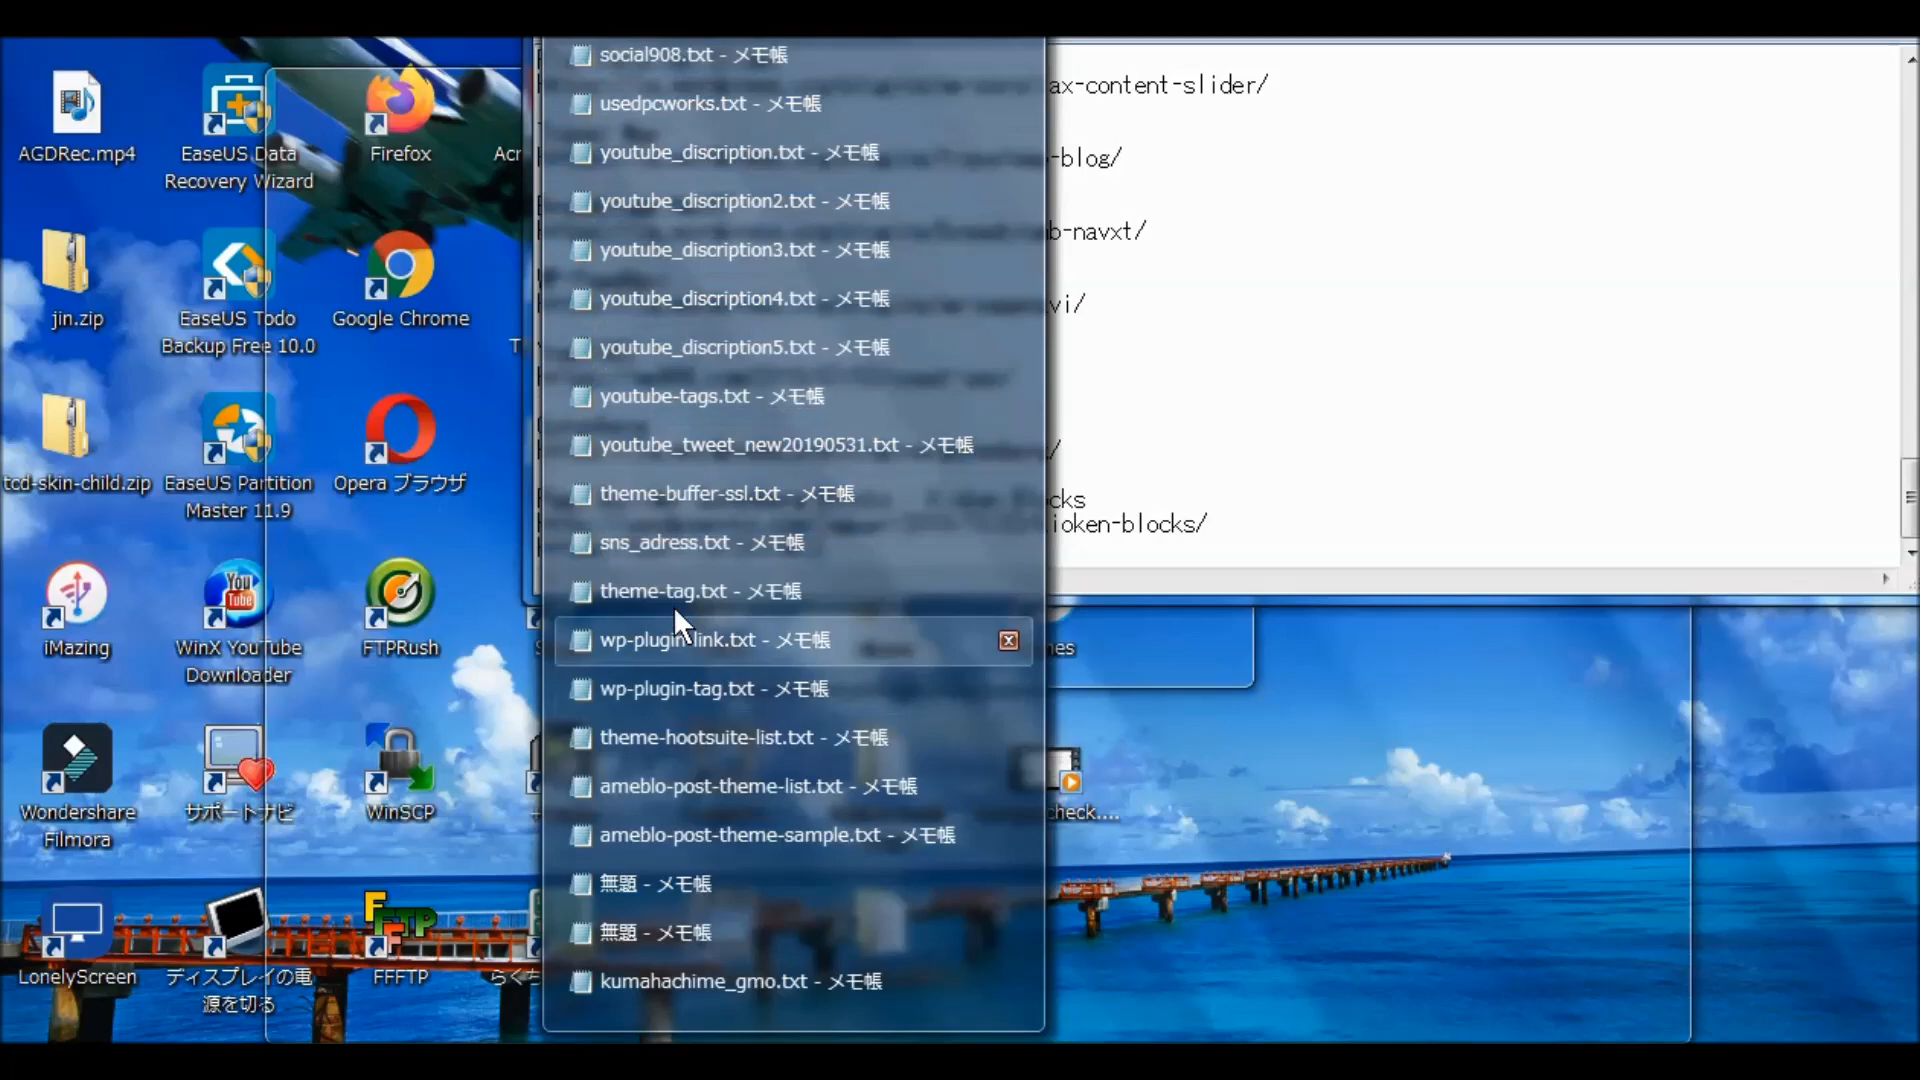 AGDRec.mp4
EaseUS Data
Recovery Wizard
Firefox
Acr
jin.zip
EaseUS Todo
Backup Free 10.0
Google Chrome
tcd-skin-child.zip
EaseUS Partition
Master 11.9
Opera ブラウザ
iMazing
WinX YouTube
Downloader
FTPRush
Wondershare
Filmora
サポートナビ
WinSCP
LonelyScreen
ディスプレイの電
源を切る
FFFTP
らくち
social908.txt - メモ帳
usedpcworks.txt - メモ帳
youtube_discription.txt - メモ帳
youtube_discription2.txt - メモ帳
youtube_discription3.txt - メモ帳
youtube_discription4.txt - メモ帳
youtube_discription5.txt - メモ帳
youtube-tags.txt - メモ帳
youtube_tweet_new20190531.txt - メモ帳
theme-buffer-ssl.txt - メモ帳
sns_adress.txt - メモ帳
theme-tag.txt - メモ帳
wp-plugin-link.txt - メモ帳
wp-plugin-tag.txt - メモ帳
theme-hootsuite-list.txt - メモ帳
ameblo-post-theme-list.txt - メモ帳
ameblo-post-theme-sample.txt - メモ帳
無題 - メモ帳
無題 - メモ帳
kumahachime_gmo.txt - メモ帳
ax-content-slider/
-blog/
b-navxt/
vi/
/
cks
ioken-blocks/
nes
check....